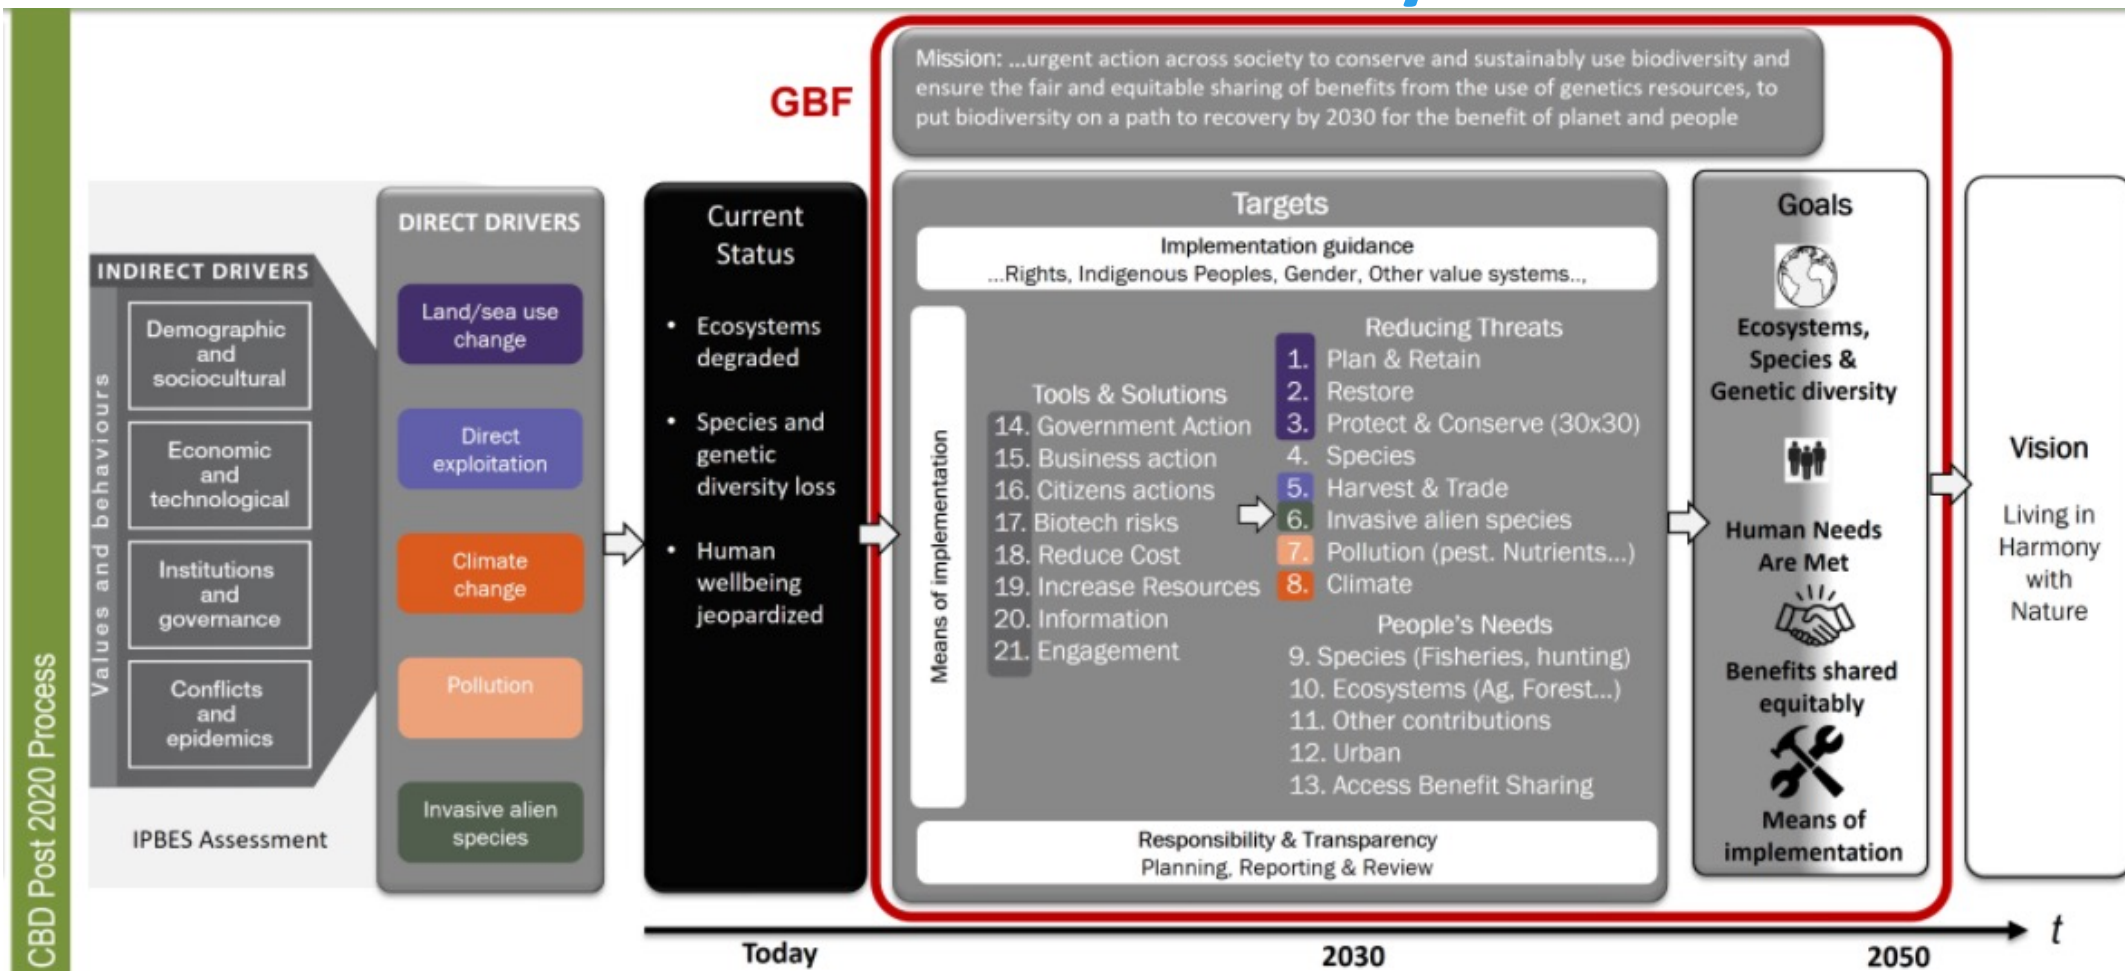 CBD Post 2020 Process
GBF
Mission: ...urgent action across society to conserve and sustainably use biodiversity and
ensure the fair and equitable sharing of benefits from the use of genetics resources, to
put biodiversity on a path to recovery by 2030 for the benefit of planet and people
INDIRECT DRIVERS
Values and behaviours
Demographic
and
sociocultural
Economic
and
technological
Institutions
and
governance
Conflicts
and
epidemics
IPBES Assessment
DIRECT DRIVERS
Land/sea use
change
Direct
exploitation
Climate
change
Pollution
Invasive alien
species
Current
Status
• Ecosystems
degraded
• Species and
genetic
diversity loss
• Human
wellbeing
jeopardized
Targets
Implementation guidance
...Rights, Indigenous Peoples, Gender, Other value systems..,
Means of implementation
Tools & Solutions
14. Government Action
15. Business action
16. Citizens actions
17. Biotech risks
18. Reduce Cost
19. Increase Resources
20. Information
21. Engagement
Reducing Threats
1. Plan & Retain
2. Restore
3. Protect & Conserve (30x30)
4. Species
5. Harvest & Trade
6. Invasive alien species
7. Pollution (pest. Nutrients...)
8. Climate
People's Needs
9. Species (Fisheries, hunting)
10. Ecosystems (Ag, Forest...)
11. Other contributions
12. Urban
13. Access Benefit Sharing
Responsibility & Transparency
Planning, Reporting & Review
Goals
Ecosystems,
Species &
Genetic diversity
Human Needs
Are Met
Benefits shared
equitably
Means of
implementation
Vision
Living in
Harmony
with
Nature
Today
2030
2050
t